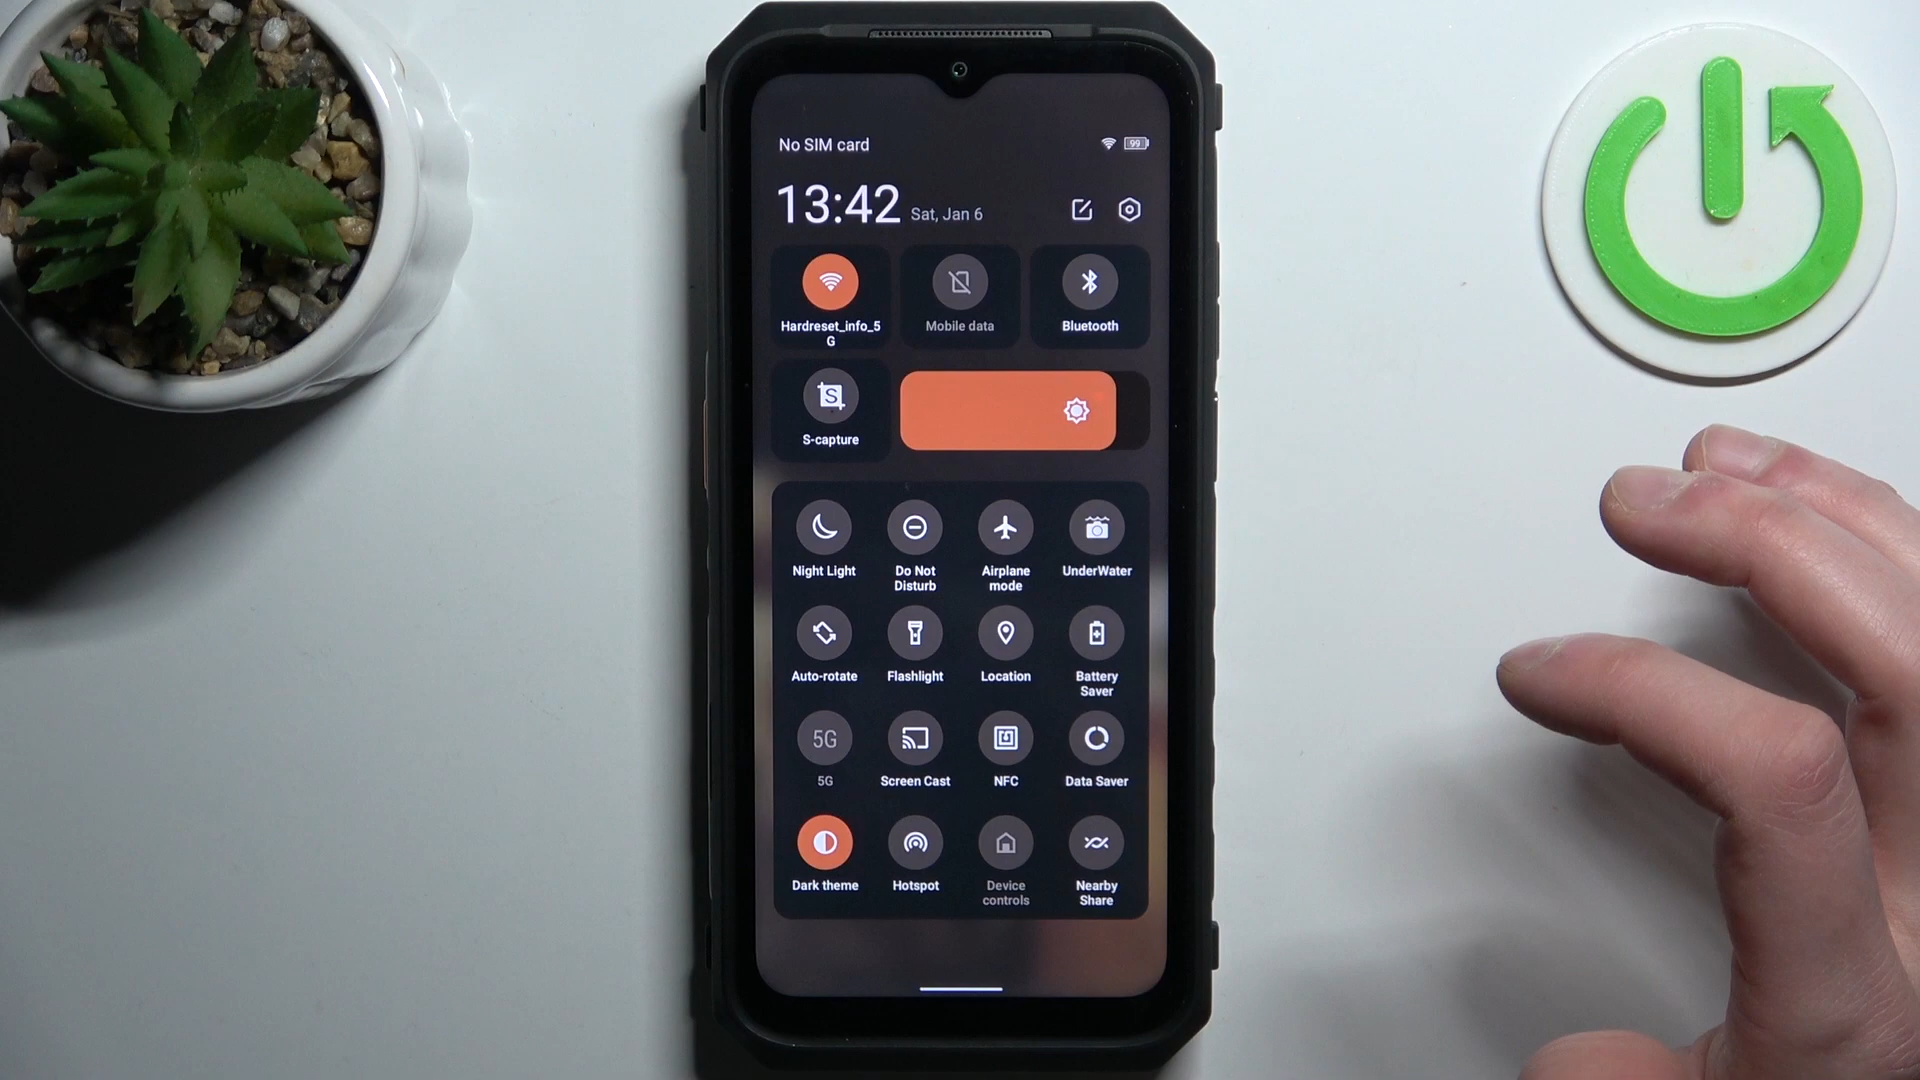 No SIM card
99
13:42 Sat, Jan 6
Hardreset_info_5
G
Mobile data
Bluetooth
S
S-capture
Night Light
Do Not
Disturb
Airplane
mode
UnderWater
Auto-rotate
Flashlight
Location
Battery
Saver
5G
5G
Screen Cast
NFC
Data Saver
Dark theme
Hotspot
Device
controls
Nearby
Share